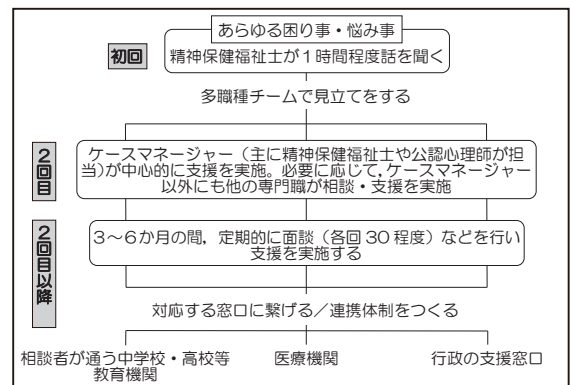 あらゆる困り事・悩み事
初回
精神保健福祉士が1時間程度話を聞く
多職種チームで見立てをする
2回目
ケースマネージャー（主に精神保健福祉士や公認心理師が担
当)が中心的に支援を実施。必要に応じて,ケースマネージャー
以外にも他の専門職が相談・支援を実施
2回目以降
3～6か月の間，定期的に面談（各回30程度）などを行い
支援を実施する
対応する窓口に繋げる／連携体制をつくる
相談者が通う中学校・高校等
教育機関
医療機関
行政の支援窓口